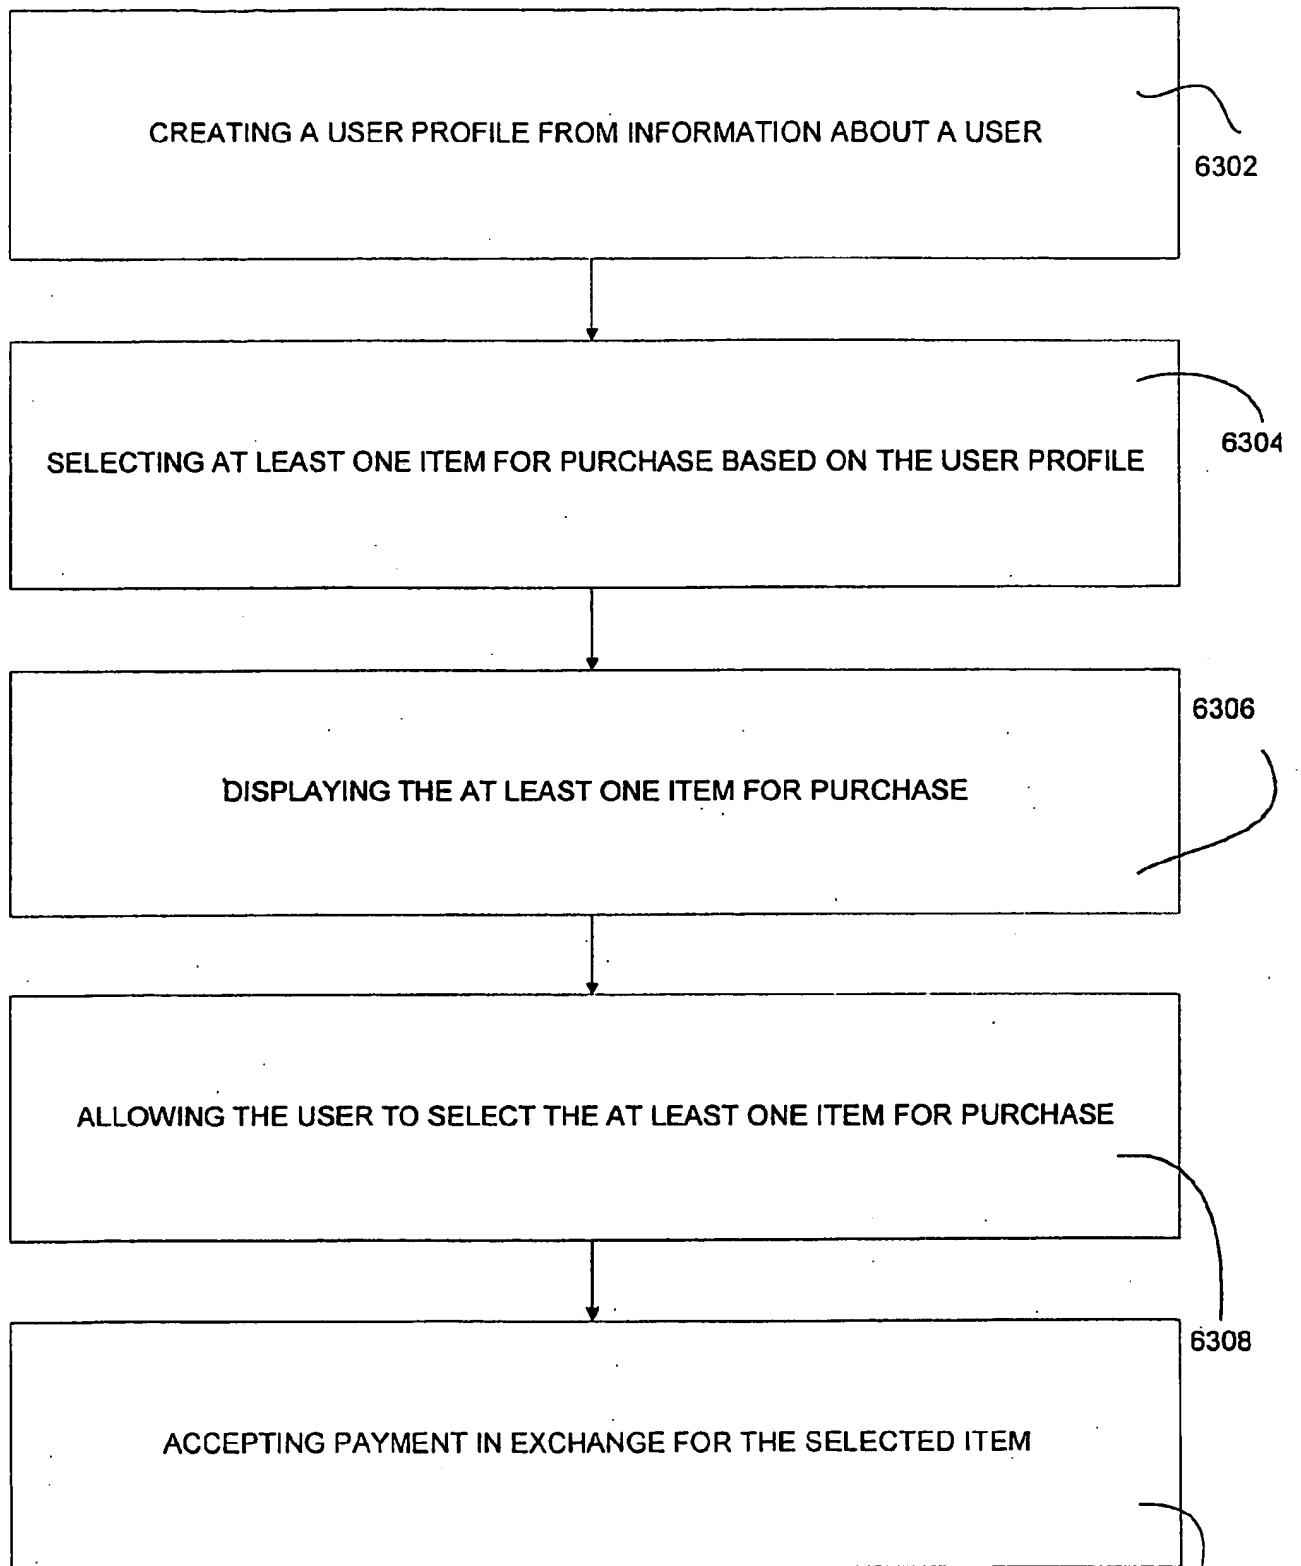 CREATING A USER PROFILE FROM INFORMATION ABOUT A USER
6302
SELECTING AT LEAST ONE ITEM FOR PURCHASE BASED ON THE USER PROFILE
6304
6306
DISPLAYING THE AT LEAST ONE ITEM FOR PURCHASE
ALLOWING THE USER TO SELECT THE AT LEAST ONE ITEM FOR PURCHASE
6308
ACCEPTING PAYMENT IN EXCHANGE FOR THE SELECTED ITEM